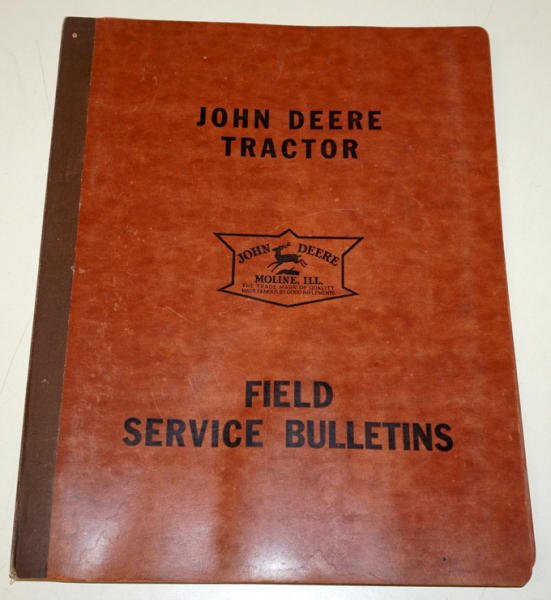 JOHN DEERE
TRACTOR
JOHN DEERE
MOLINE, ILL.
THE TRADE MARK OF QUALITY
MADE FAMOUS BY GOOD IMPLEMENTS
FIELD
SERVICE BULLETINS